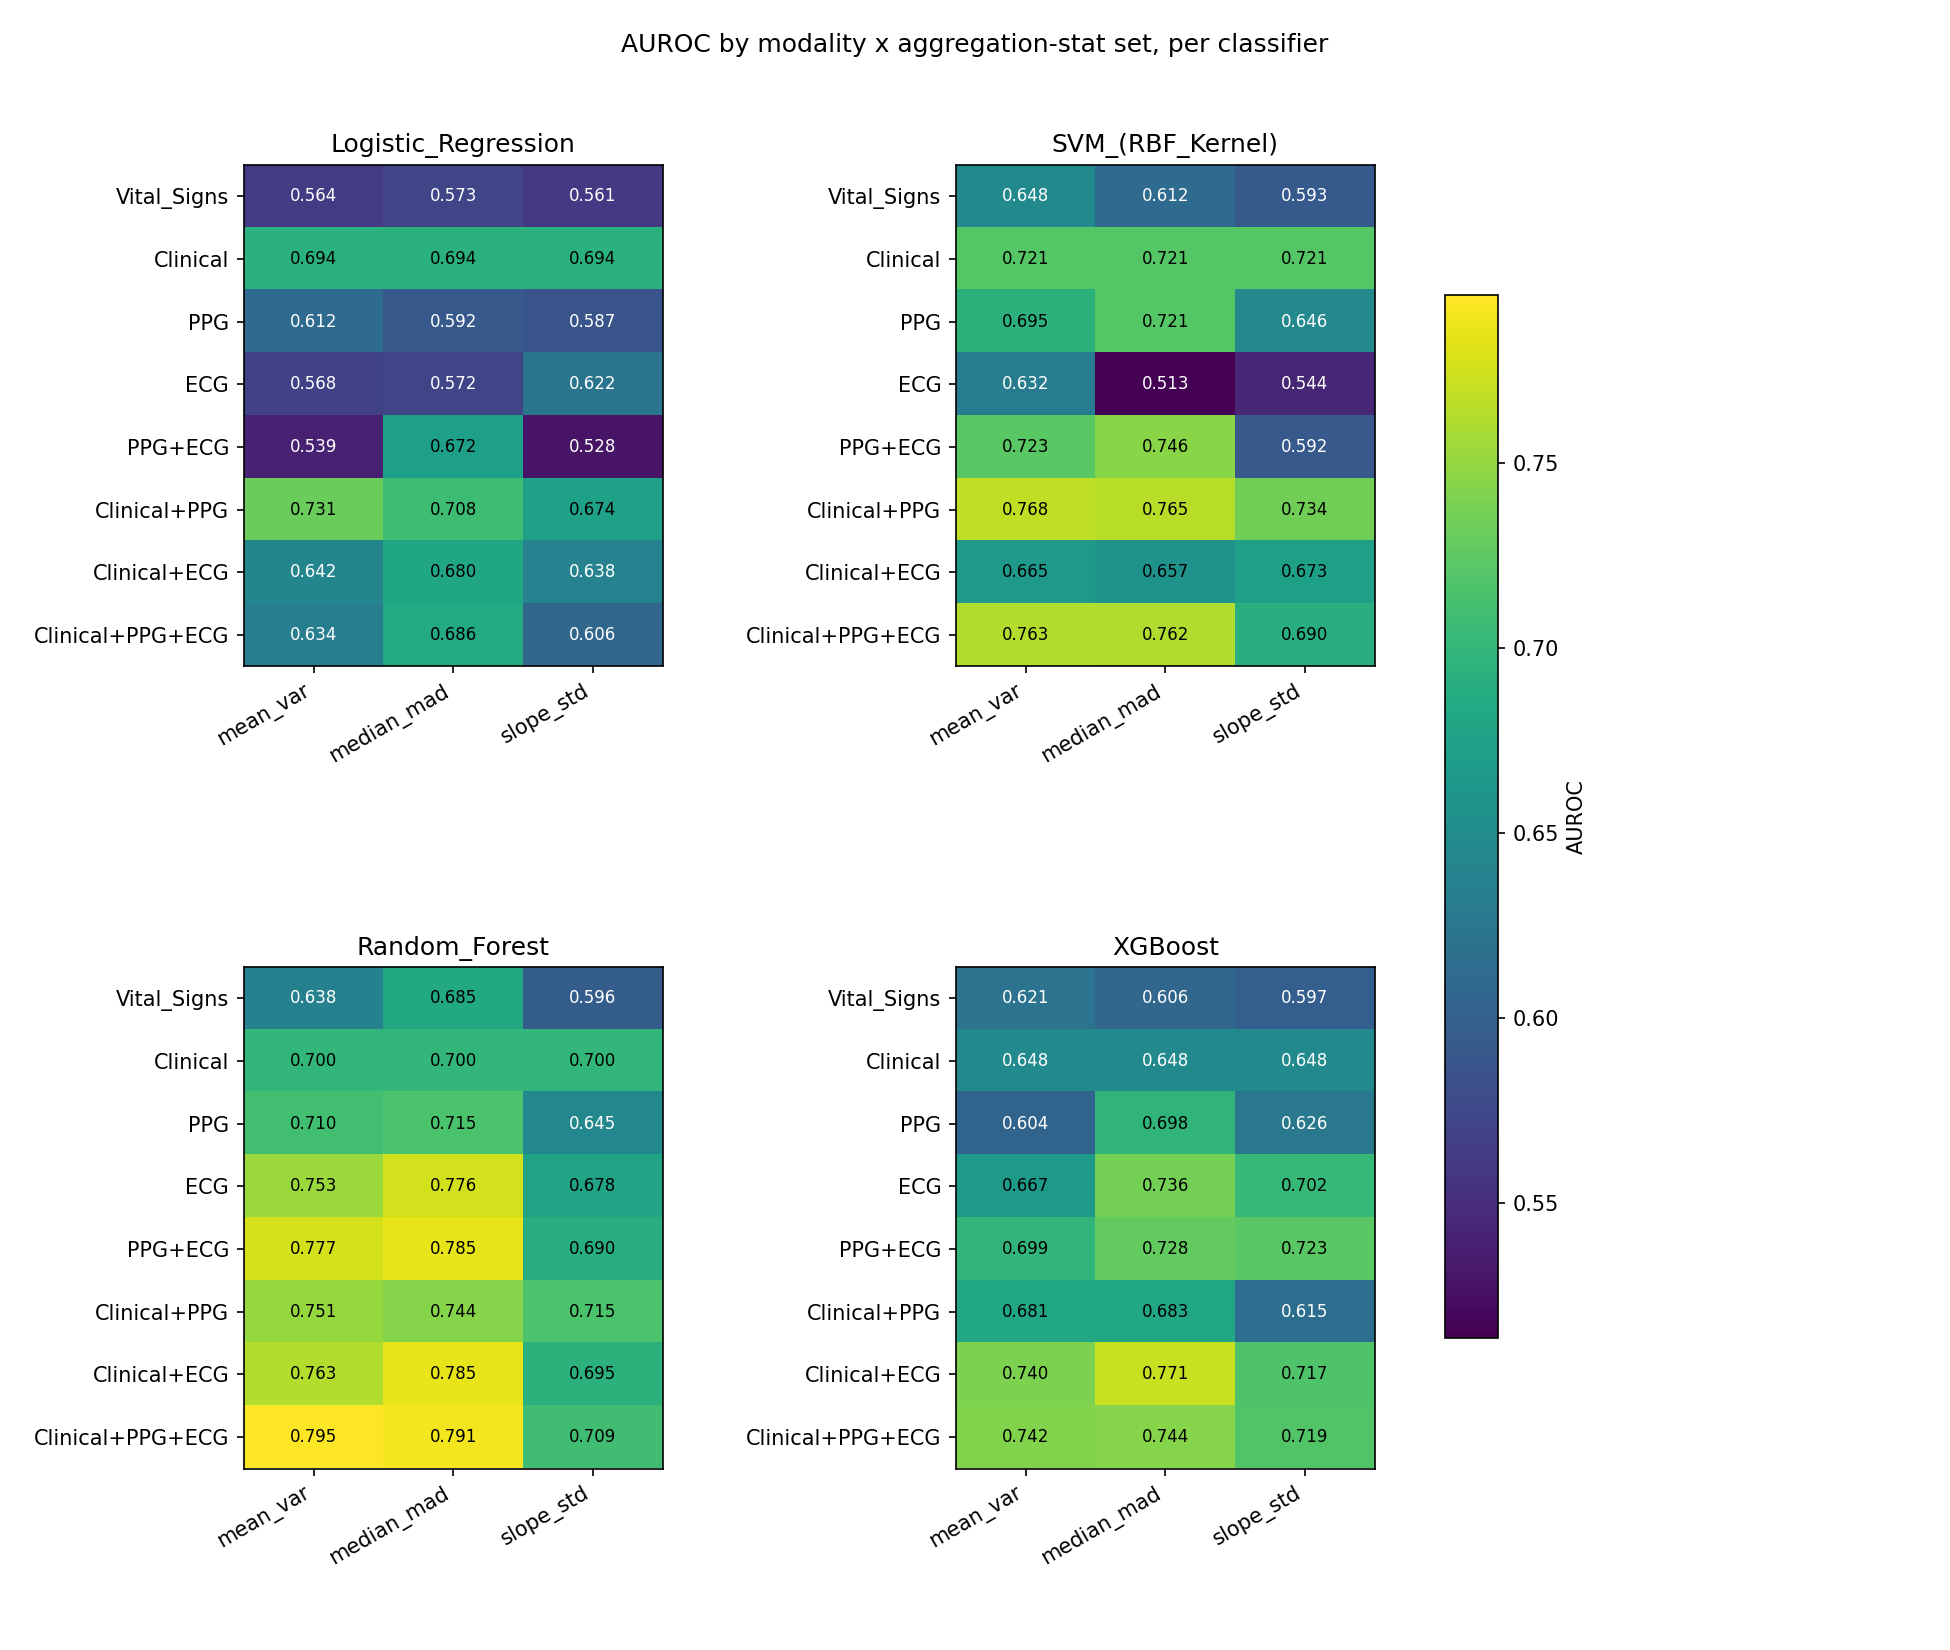 AUROC by modality x aggregation-stat set, per classifier
Logistic_Regression
Vital_Signs 0.564 0.573 0.561
Clinical 0.694 0.694 0.694
PPG 0.612 0.592 0.587
ECG 0.568 0.572 0.622
PPG+ECG 0.539 0.672 0.528
Clinical+PPG 0.731 0.708 0.674
Clinical+ECG 0.642 0.680 0.638
Clinical+PPG+ECG 0.634 0.686 0.606
mean_var median_mad slope_std
SVM_(RBF_Kernel)
Vital_Signs 0.648 0.612 0.593
Clinical 0.721 0.721 0.721
PPG 0.695 0.721 0.646
ECG 0.632 0.513 0.544
PPG+ECG 0.723 0.746 0.592
Clinical+PPG 0.768 0.765 0.734
Clinical+ECG 0.665 0.657 0.673
Clinical+PPG+ECG 0.763 0.762 0.690
mean_var median_mad slope_std
Random_Forest
Vital_Signs 0.638 0.685 0.596
Clinical 0.700 0.700 0.700
PPG 0.710 0.715 0.645
ECG 0.753 0.776 0.678
PPG+ECG 0.777 0.785 0.690
Clinical+PPG 0.751 0.744 0.715
Clinical+ECG 0.763 0.785 0.695
Clinical+PPG+ECG 0.795 0.791 0.709
mean_var median_mad slope_std
XGBoost
Vital_Signs 0.621 0.606 0.597
Clinical 0.648 0.648 0.648
PPG 0.604 0.698 0.626
ECG 0.667 0.736 0.702
PPG+ECG 0.699 0.728 0.723
Clinical+PPG 0.681 0.683 0.615
Clinical+ECG 0.740 0.771 0.717
Clinical+PPG+ECG 0.742 0.744 0.719
mean_var median_mad slope_std
0.75
0.70
0.65
0.60
0.55
AUROC